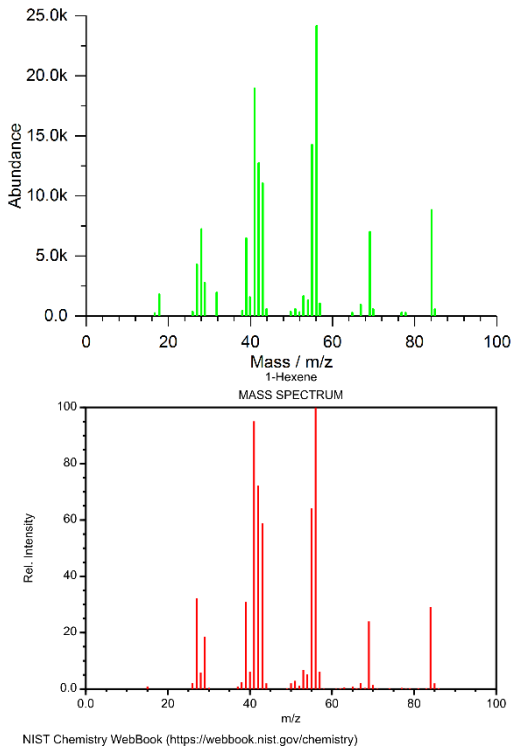 25.0k
20.0k
15.0k
10.0k
5.0k
0.0
Abundance
0 20 40 60 80 100
Mass / m/z
1-Hexene
MASS SPECTRUM
100
80
60
40
20
0.0
Rel. Intensity
0.0 20 40 60 80 100
m/z
NIST Chemistry WebBook (https://webbook.nist.gov/chemistry)